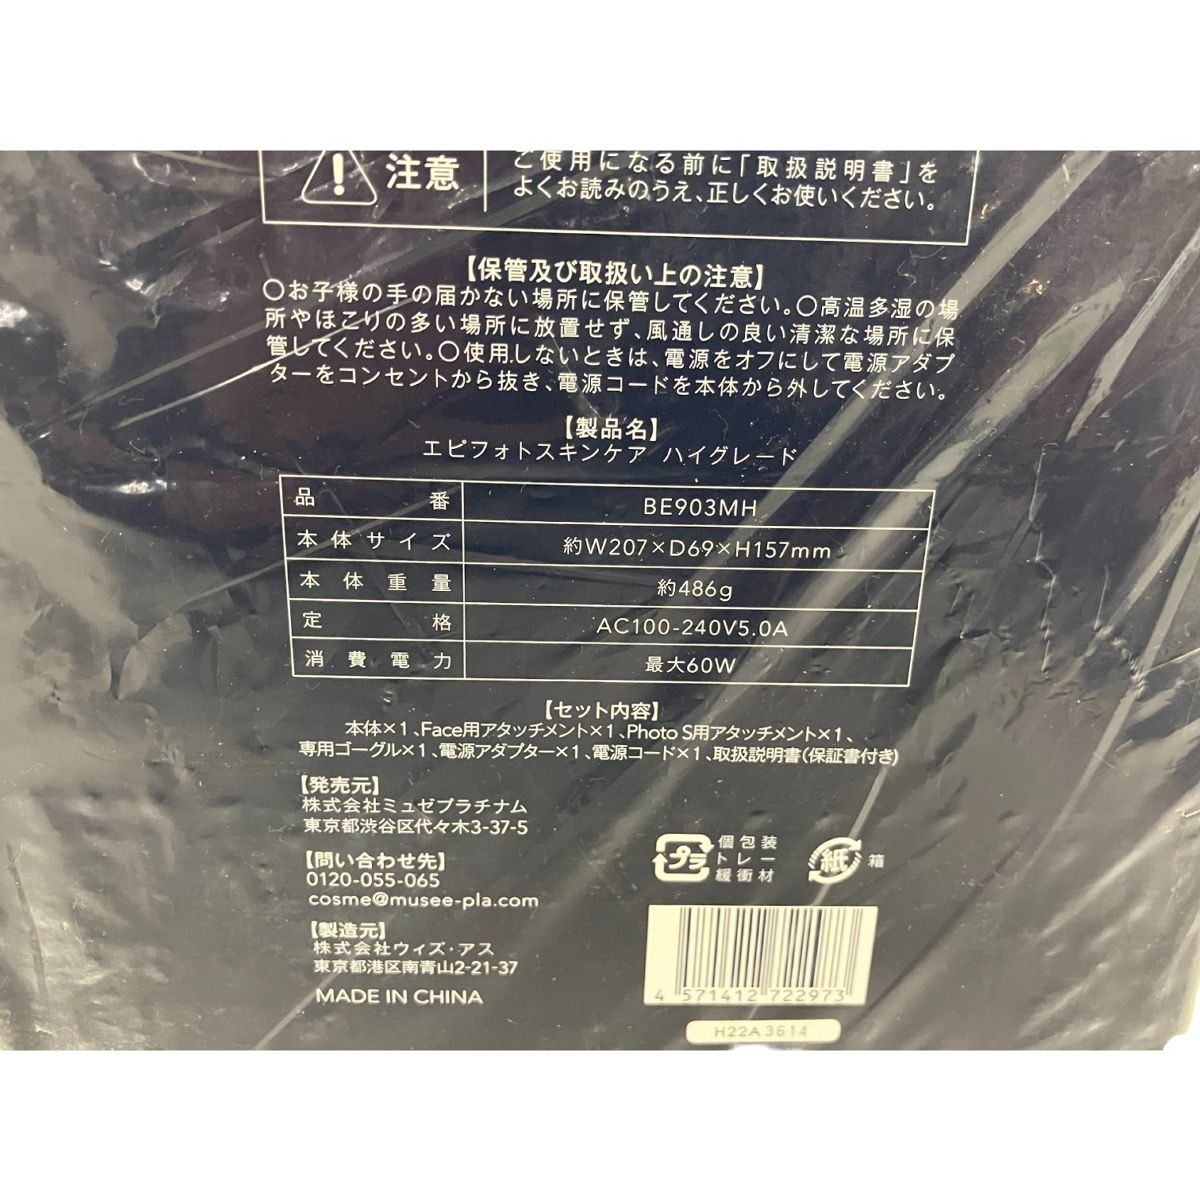 注意
ご使用になる前に「取扱説明書」を
よくお読みのうえ、正しくお使いください。
【保管及び取扱い上の注意】
○お子様の手の届かない場所に保管してください。○高温多湿の場
所やほこりの多い場所に放置せず、風通しの良い清潔な場所に保
管してください。○使用しないときは、電源をオフにして電源アダプ
ターをコンセントから抜き、電源コードを本体から外してください。
【製品名】
エピフォトスキンケア ハイグレード
品番 BE903MH
本体サイズ 約W207×D69×H157mm
本体重量 約486g
定格 AC100-240V5.0A
消費電力 最大60W
【セット内容】
本体×1、Face用アタッチメント×1、Photo S用アタッチメント×1、
専用ゴーグル×1、電源アダプター×1、電源コード×1、取扱説明書(保証書付き)
【発売元】
株式会社ミュゼプラチナム
東京都渋谷区代々木3-37-5
【問い合わせ先】
0120-055-065
cosme@musee-pla.com
【製造元】
株式会社ウィズ・アス
東京都港区南青山2-21-37
MADE IN CHINA
プラ
個包装
トレー
緩衝材
紙
箱
4 571412 722973
H22A3614